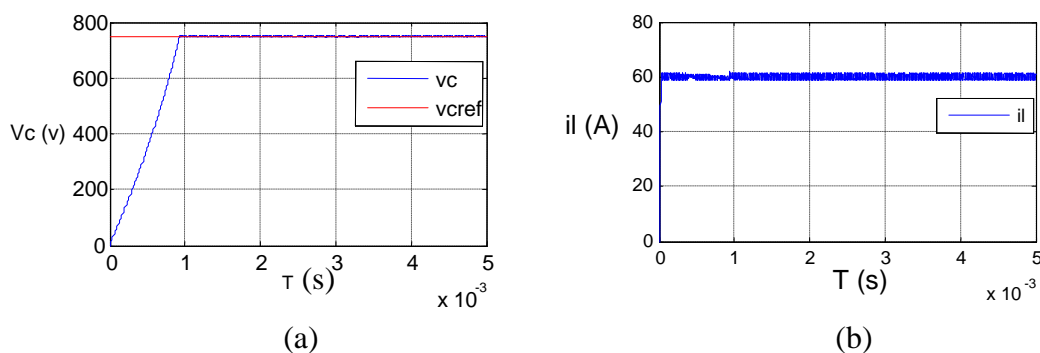 800
600
Vc (v) 400
200
0
vc
vcref
0 1 2 3 4 5
T (s)
x 10⁻³
(a)
80
60
il (A)
40
20
0
il
0 1 2 3 4 5
T (s)
x 10⁻³
(b)